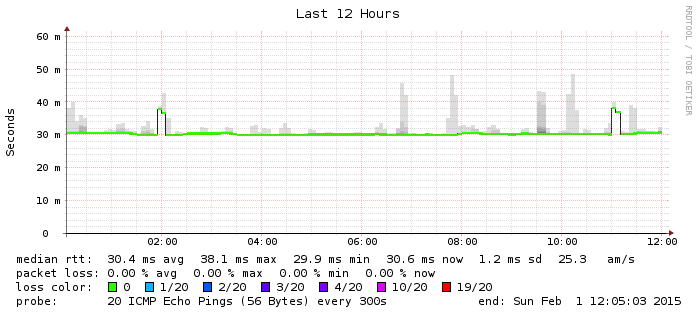 Last 12 Hours
RRDTOOL / TOBI OETIKER
Seconds
60 m
50 m
40 m
30 m
20 m
10 m
0
02:00 04:00 06:00 08:00 10:00 12:00
median rtt: 30.4 ms avg 38.1 ms max 29.9 ms min 30.6 ms now 1.2 ms sd 25.3 am/s
packet loss: 0.00 % avg 0.00 % max 0.00 % min 0.00 % now
loss color: 0 1/20 2/20 3/20 4/20 10/20 19/20
probe: 20 ICMP Echo Pings (56 Bytes) every 300s end: Sun Feb 1 12:05:03 2015